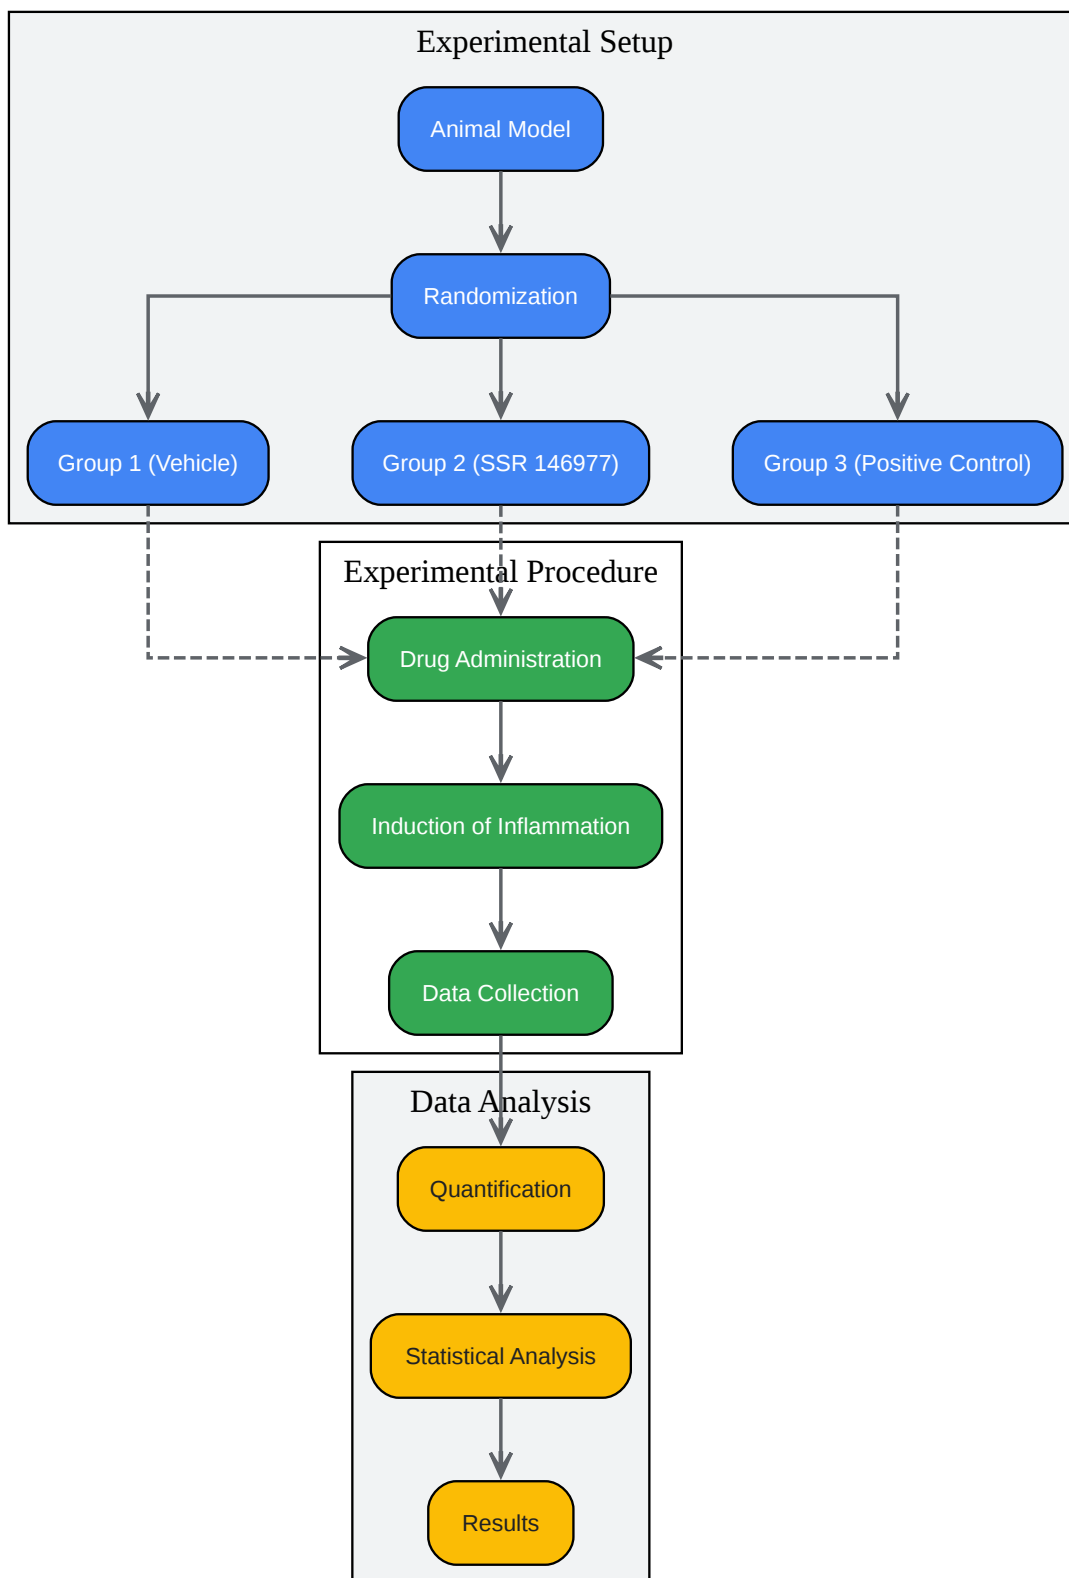 Experimental Setup
Animal Model
Randomization
Group 1 (Vehicle)
Group 2 (SSR 146977)
Group 3 (Positive Control)
Experimental Procedure
Drug Administration
Induction of Inflammation
Data Collection
Data Analysis
Quantification
Statistical Analysis
Results